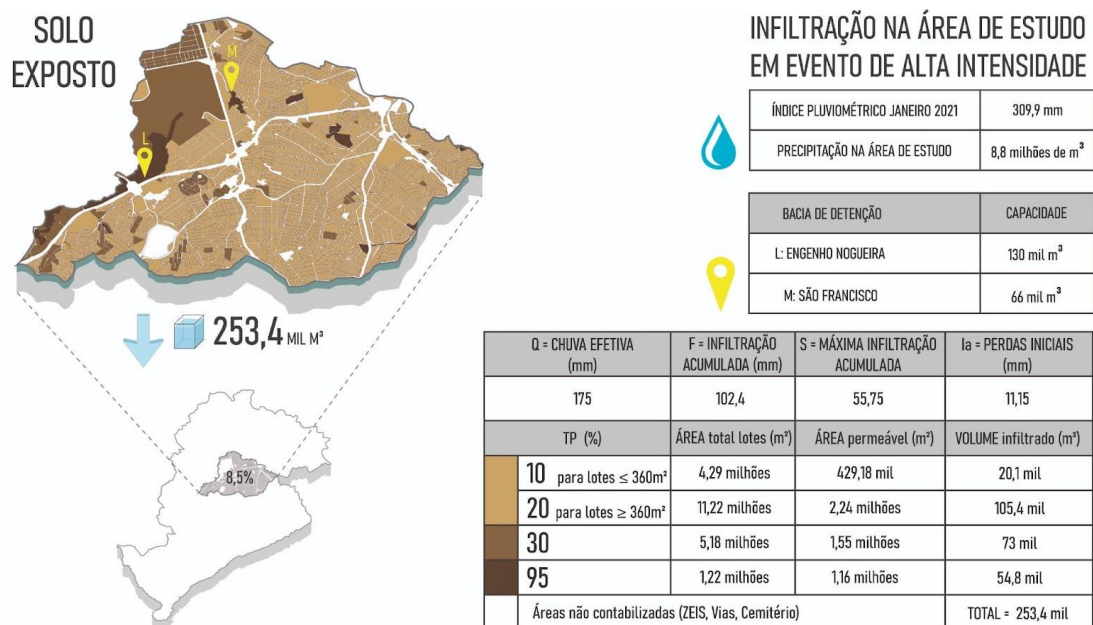 SOLO
EXPOSTO
M
L
253,4 MIL M³
8,5%
INFILTRAÇÃO NA ÁREA DE ESTUDO
EM EVENTO DE ALTA INTENSIDADE
ÍNDICE PLUVIOMÉTRICO JANEIRO 2021 309,9 mm
PRECIPITAÇÃO NA ÁREA DE ESTUDO 8,8 milhões de m³
BACIA DE DETENÇÃO CAPACIDADE
L: ENGENHO NOGUEIRA 130 mil m³
M: SÃO FRANCISCO 66 mil m³
Q = CHUVA EFETIVA F = INFILTRAÇÃO S = MÁXIMA INFILTRAÇÃO Ia = PERDAS INICIAIS
(mm) ACUMULADA (mm) ACUMULADA (mm)
175 102,4 55,75 11,15
TP (%) ÁREA total lotes (m²) ÁREA permeável (m²) VOLUME infiltrado (m³)
10 para lotes ≤ 360m² 4,29 milhões 429,18 mil 20,1 mil
20 para lotes ≥ 360m² 11,22 milhões 2,24 milhões 105,4 mil
30 5,18 milhões 1,55 milhões 73 mil
95 1,22 milhões 1,16 milhões 54,8 mil
Áreas não contabilizadas (ZEIS, Vias, Cemitério) TOTAL = 253,4 mil